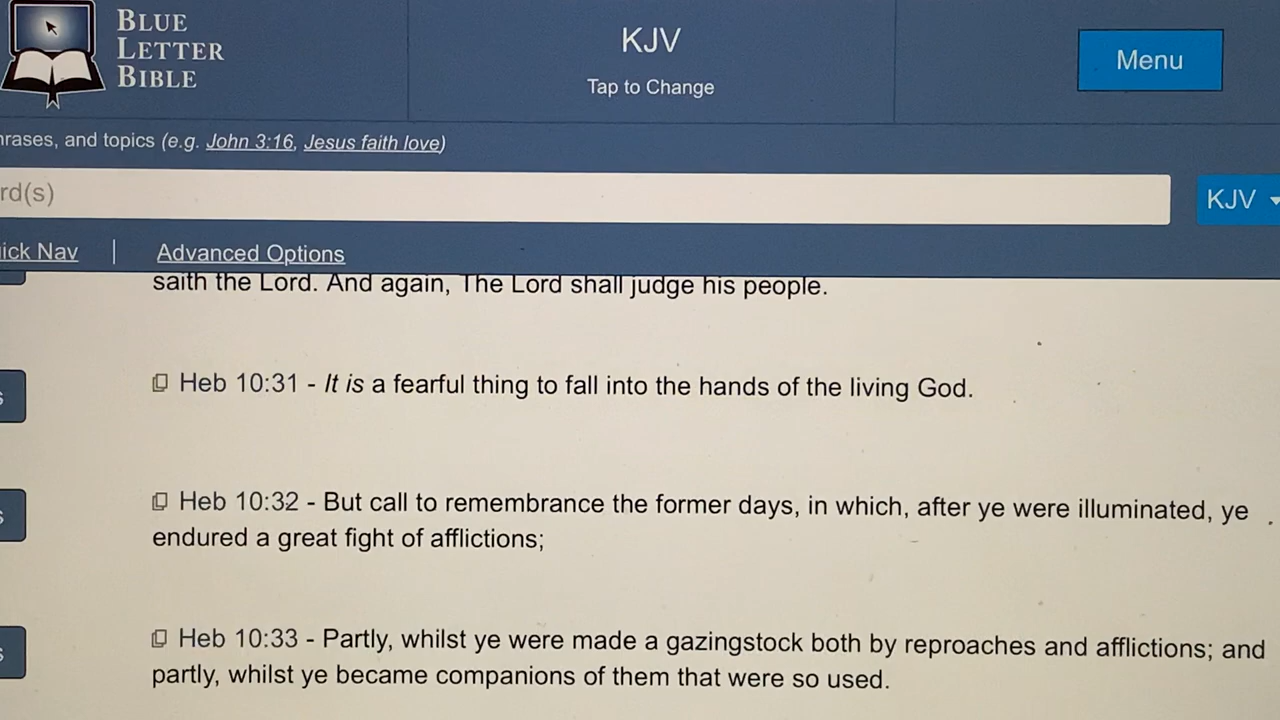 BLUE
LETTER
BIBLE
KJV
Tap to Change
Menu
hrases, and topics (e.g. John 3:16, Jesus faith love)
rd(s)
KJV
ick Nav | Advanced Options
saith the Lord. And again, The Lord shall judge his people.
Heb 10:31 - It is a fearful thing to fall into the hands of the living God.
Heb 10:32 - But call to remembrance the former days, in which, after ye were illuminated, ye
endured a great fight of afflictions;
Heb 10:33 - Partly, whilst ye were made a gazingstock both by reproaches and afflictions; and
partly, whilst ye became companions of them that were so used.